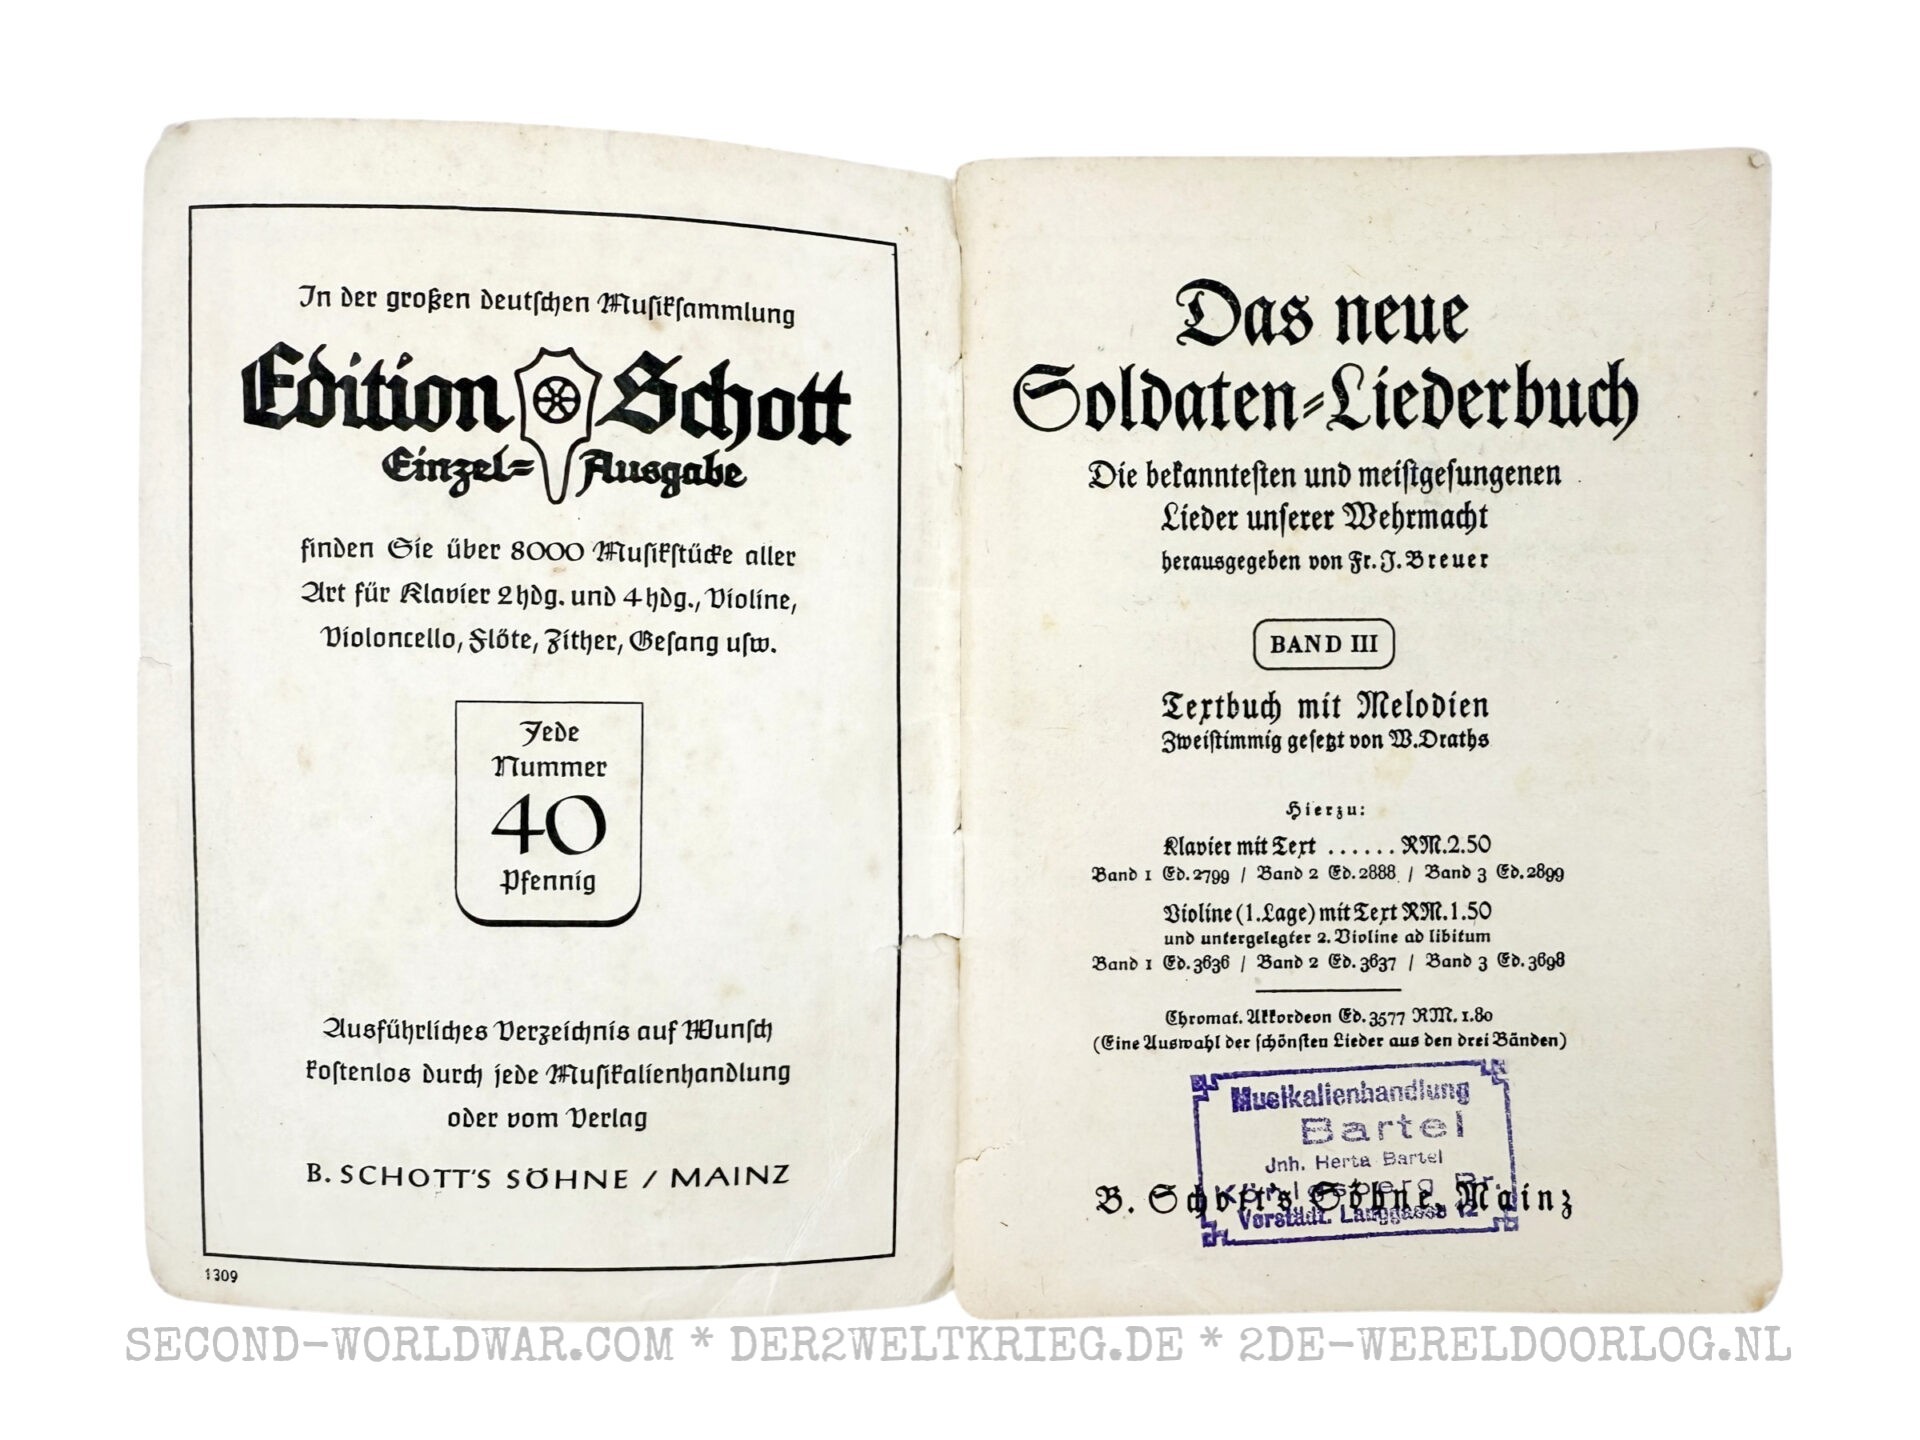 In der großen deutschen Musiksammlung
Edition Schott
Einzel=Ausgabe
finden Sie über 8000 Musikstücke aller
Art für Klavier 2hdg. und 4hdg., Violine,
Violoncello, Flöte, Zither, Gesang usw.
Jede
Nummer
40
Pfennig
Ausführliches Verzeichnis auf Wunsch
kostenlos durch jede Musikalienhandlung
oder vom Verlag
B. SCHOTT'S SÖHNE / MAINZ
1309
Das neue
Soldaten=Liederbuch
Die bekanntesten und meistgesungenen
Lieder unserer Wehrmacht
herausgegeben von Fr. J. Breuer
BAND III
Textbuch mit Melodien
Zweistimmig gesetzt von W. Draths
Hierzu:
Klavier mit Text ...... RM. 2.50
Band 1 Ed. 2799 / Band 2 Ed. 2888 / Band 3 Ed. 2899
Violine (1. Lage) mit Text RM. 1.50
und untergelegter 2. Violine ad libitum
Band 1 Ed. 3636 / Band 2 Ed. 3637 / Band 3 Ed. 3698
Chromat. Akkordeon Ed. 3577 RM. 1.80
(Eine Auswahl der schönsten Lieder aus den drei Bänden)
Musikalienhandlung
Bartel
Jnh. Herta Bartel
Königsberg Pr.
B. Schott's Söhne, Mainz
Vorstädt. Langgasse 12
SECOND-WORLDWAR.COM * DER2WELTKRIEG.DE * 2DE-WERELDOORLOG.NL